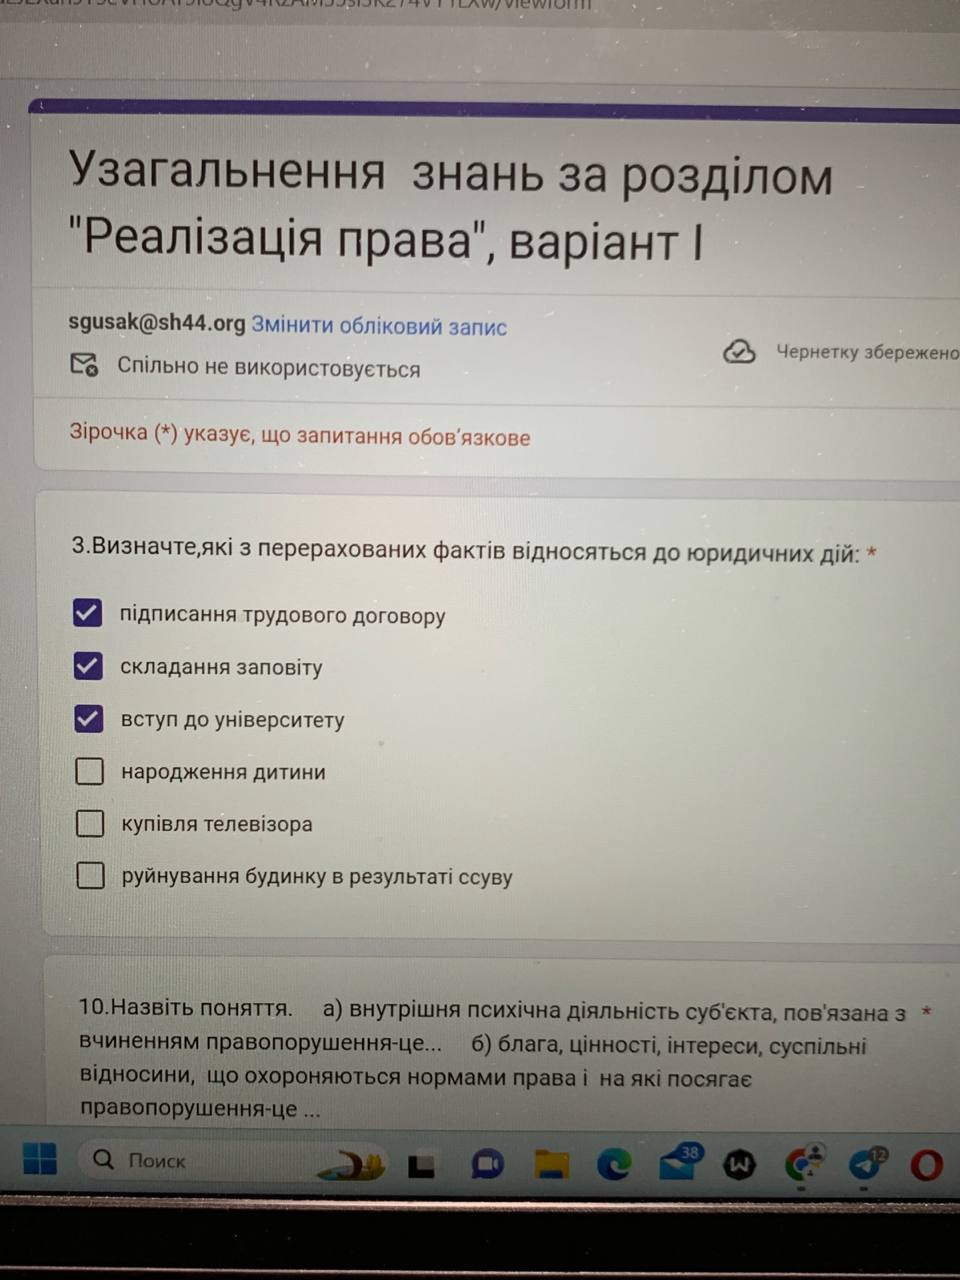 Узагальнення знань за розділом
"Реалізація права", варіант І
sgusak@sh44.org Змінити обліковий запис
Спільно не використовується
Чернетку збережено
Зірочка (*) указує, що запитання обов’язкове
3.Визначте,які з перерахованих фактів відносяться до юридичних дій: *
підписання трудового договору
складання заповіту
вступ до університету
народження дитини
купівля телевізора
руйнування будинку в результаті ссуву
10.Назвіть поняття. а) внутрішня психічна діяльність суб'єкта, пов'язана з *
вчиненням правопорушення-це... б) блага, цінності, інтереси, суспільні
відносини, що охороняються нормами права і на які посягає
правопорушення-це ...
Поиск
38
12